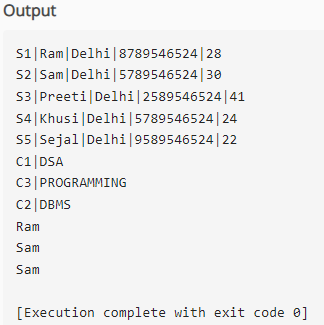 Output
S1|Ram|Delhi|8789546524|28
S2|Sam|Delhi|5789546524|30
S3|Preeti|Delhi|2589546524|41
S4|Khusi|Delhi|5789546524|24
S5|Sejal|Delhi|9589546524|22
C1|DSA
C3|PROGRAMMING
C2|DBMS
Ram
Sam
Sam
[Execution complete with exit code 0]